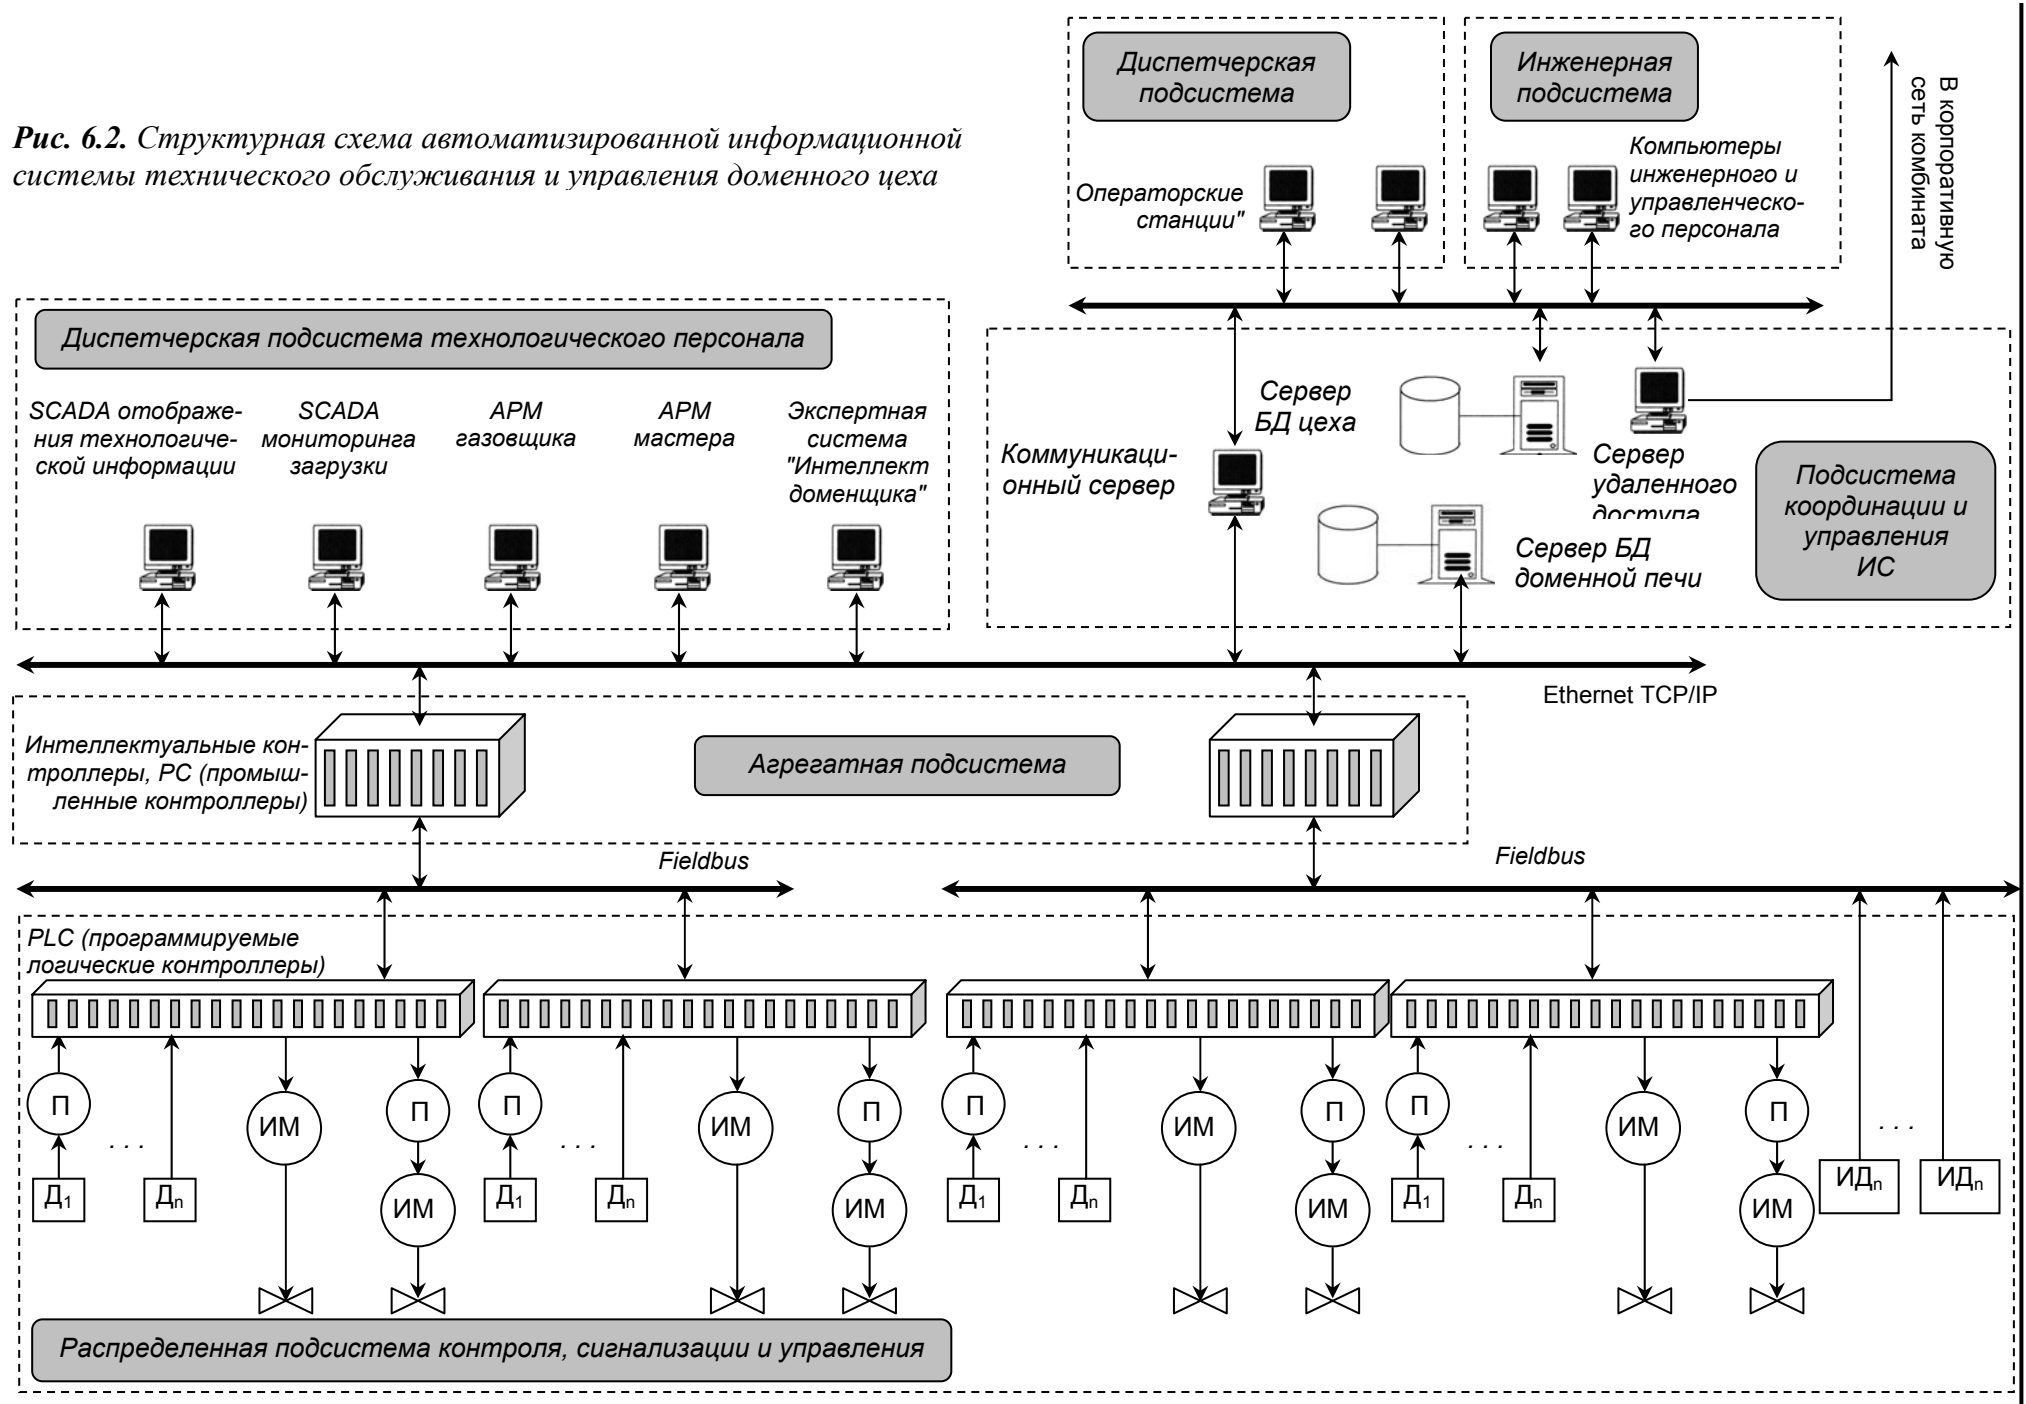 Диспетчерская
подсистема
Инженерная
подсистема
В корпоративную
сеть комбината
Рис. 6.2. Структурная схема автоматизированной информационной
системы технического обслуживания и управления доменного цеха
Операторские
станции"
Компьютеры
инженерного и
управленческо-
го персонала
Диспетчерская подсистема технологического персонала
SCADA отображе-
ния технологиче-
ской информации
SCADA
мониторинга
загрузки
АРМ
газовщика
АРМ
мастера
Экспертная
система
"Интеллект
доменщика"
Коммуникаци-
онный сервер
Сервер
БД цеха
Сервер
удаленного
доступа
Сервер БД
доменной печи
Подсистема
координации и
управления
ИС
Ethernet TCP/IP
Интеллектуальные кон-
троллеры, PC (промыш-
ленные контроллеры)
Агрегатная подсистема
Fieldbus
Fieldbus
PLC (программируемые
логические контроллеры)
П
. . .
Д1
Дn
ИМ
П
ИМ
П
. . .
Д1
Дn
ИМ
П
ИМ
П
. . .
Д1
Дn
ИМ
П
ИМ
П
. . .
Д1
Дn
ИМ
П
ИМ
. . .
ИДn
ИДn
Распределенная подсистема контроля, сигнализации и управления